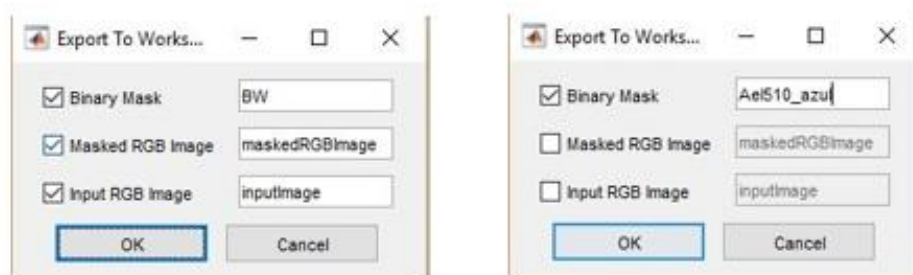 Export To Works...
Binary Mask BW
Masked RGB Image maskedRGBImage
Input RGB Image inputImage
OK Cancel
Export To Works...
Binary Mask Ael510_azul
Masked RGB Image maskedRGBImage
Input RGB Image inputImage
OK Cancel